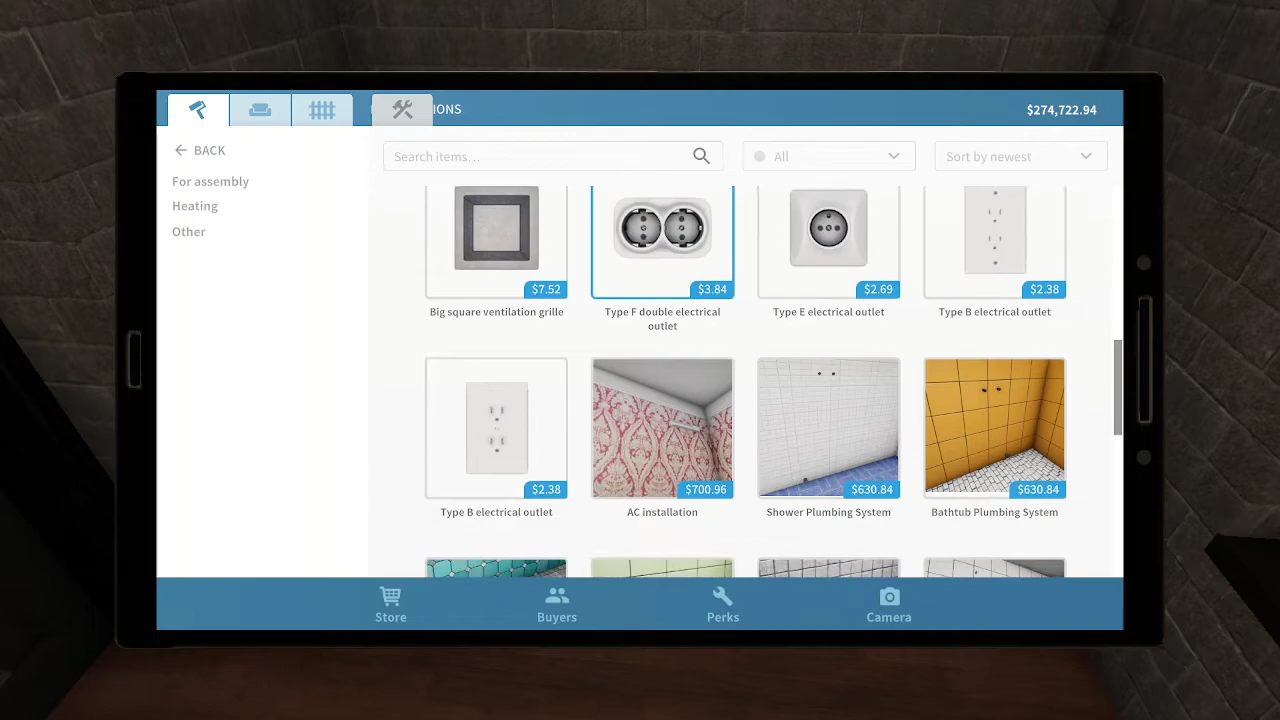 IONS
$274,722.94
BACK
For assembly
Heating
Other
Search items...
All
Sort by newest
$7.52
$3.84
$2.69
$2.38
Big square ventilation grille
Type F double electrical
outlet
Type E electrical outlet
Type B electrical outlet
$2.38
$700.96
$630.84
$630.84
Type B electrical outlet
AC installation
Shower Plumbing System
Bathtub Plumbing System
Store
Buyers
Perks
Camera